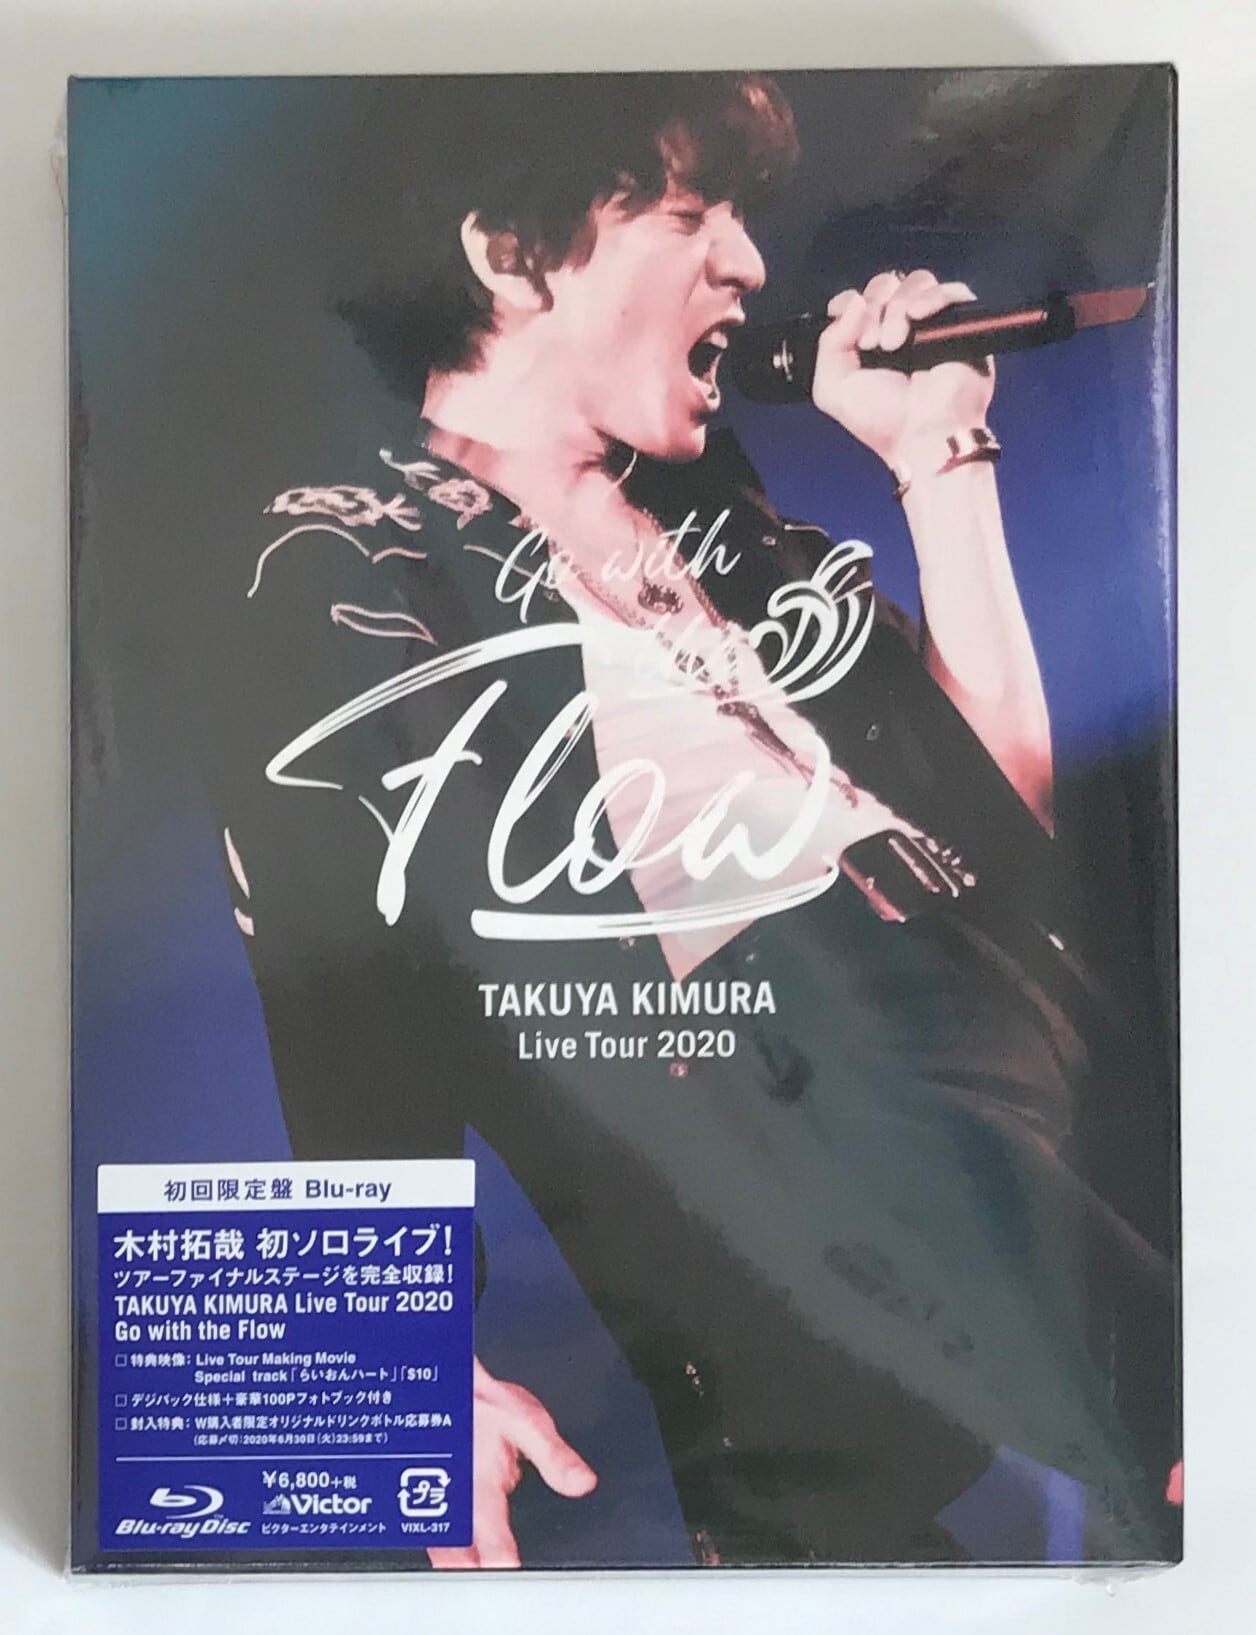 Go with
the
Flow
TAKUYA KIMURA
Live Tour 2020
初回限定盤 Blu-ray
木村拓哉 初ソロライブ!
ツアーファイナルステージを完全収録!
TAKUYA KIMURA Live Tour 2020
Go with the Flow
□ 特典映像: Live Tour Making Movie
Special track「らいおんハート」「$10」
□ デジパック仕様+豪華100Pフォトブック付き
□ 封入特典: W購入者限定オリジナルドリンクボトル応募券A
(応募〆切:2020年6月30日(火)23:59まで)
Blu-ray Disc
¥6,800+税
Victor
ビクターエンタテインメント
プラ
VIXL-317